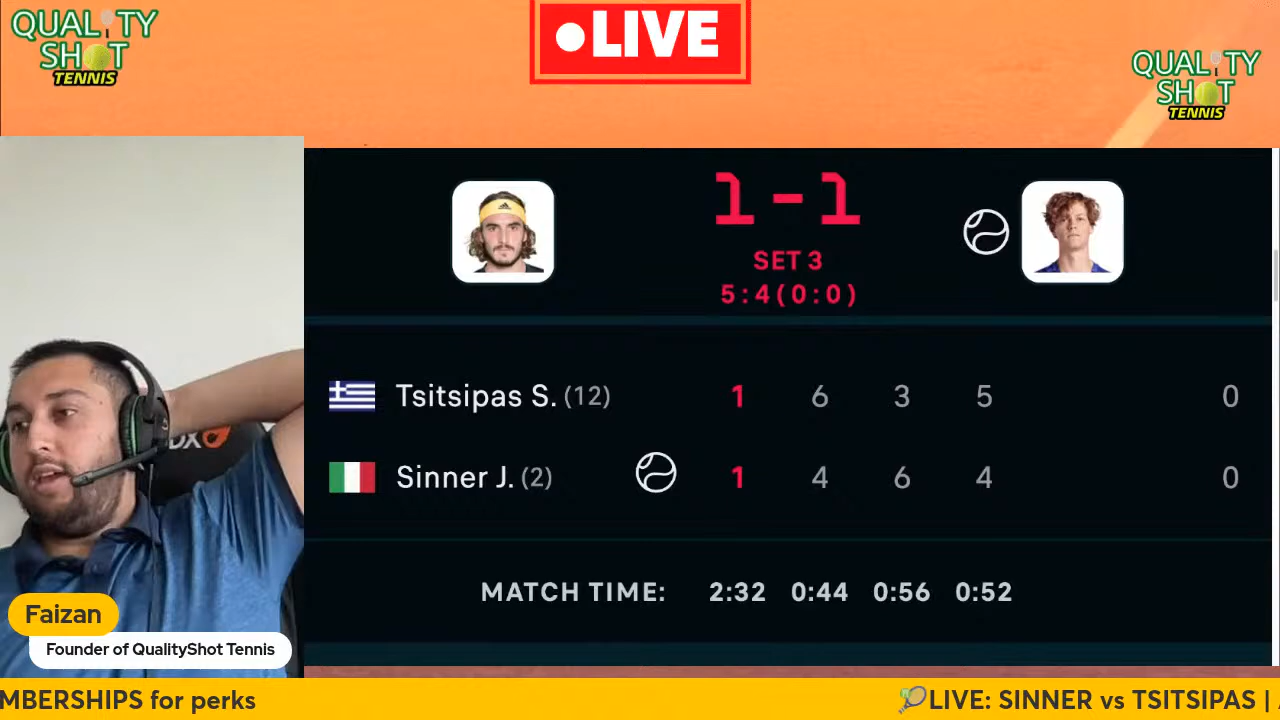 QUALITY
SHOT
TENNIS
LIVE
QUALITY
SHOT
TENNIS
1 - 1
SET 3
5:4(0:0)
Tsitsipas S. (12) 1 6 3 5 0
Sinner J. (2) 1 4 6 4 0
MATCH TIME: 2:32 0:44 0:56 0:52
Faizan
Founder of QualityShot Tennis
MBERSHIPS for perks
LIVE: SINNER vs TSITSIPAS |